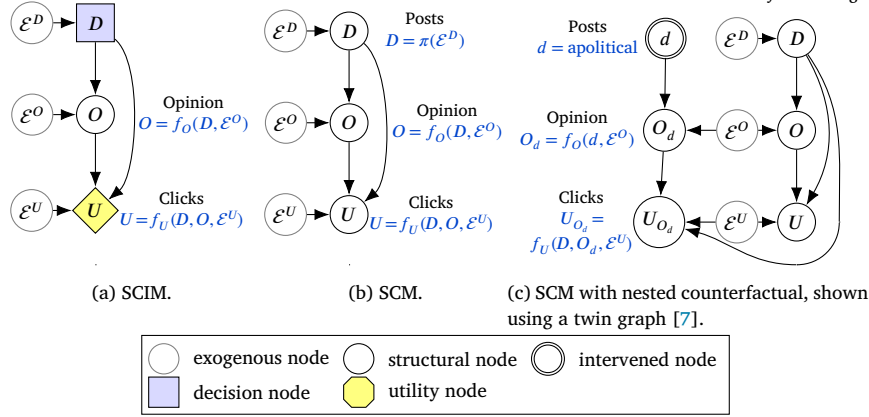 ℰ^D
D
Posts
D = π(ℰ^D)
ℰ^D
D
Posts
d = apolitical
d
ℰ^D
D
ℰ^O
O
Opinion
O = f_O(D, ℰ^O)
ℰ^O
O
Opinion
O = f_O(D, ℰ^O)
Opinion
O_d = f_O(d, ℰ^O)
O_d
ℰ^O
O
ℰ^U
U
Clicks
U = f_U(D, O, ℰ^U)
ℰ^U
U
Clicks
U = f_U(D, O, ℰ^U)
Clicks
U_{O_d} =
f_U(D, O_d, ℰ^U)
U_{O_d}
ℰ^U
U
(a) SCIM.
(b) SCM.
(c) SCM with nested counterfactual, shown
using a twin graph [7].
exogenous node
structural node
intervened node
decision node
utility node